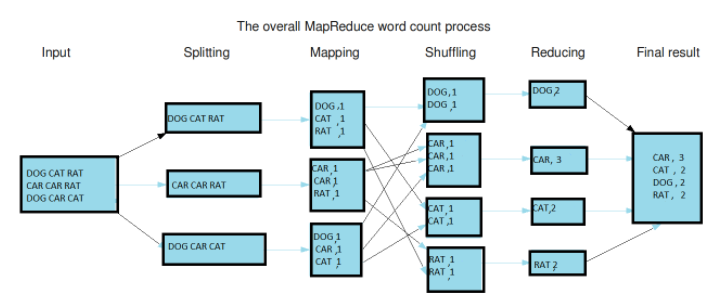 The overall MapReduce word count process
Input
Splitting
Mapping
Shuffling
Reducing
Final result
DOG CAT RAT
CAR CAR RAT
DOG CAR CAT
DOG CAT RAT
CAR CAR RAT
DOG CAR CAT
DOG ,1
CAT ,1
RAT ,1
CAR ,1
CAR ,1
RAT ,1
DOG ,1
CAR ,1
CAT ,1
DOG,1
DOG ,1
CAR ,1
CAR ,1
CAR ,1
CAT ,1
CAT ,1
RAT ,1
RAT ,1
DOG,2
CAR, 3
CAT,2
RAT,2
CAR , 3
CAT , 2
DOG, 2
RAT , 2